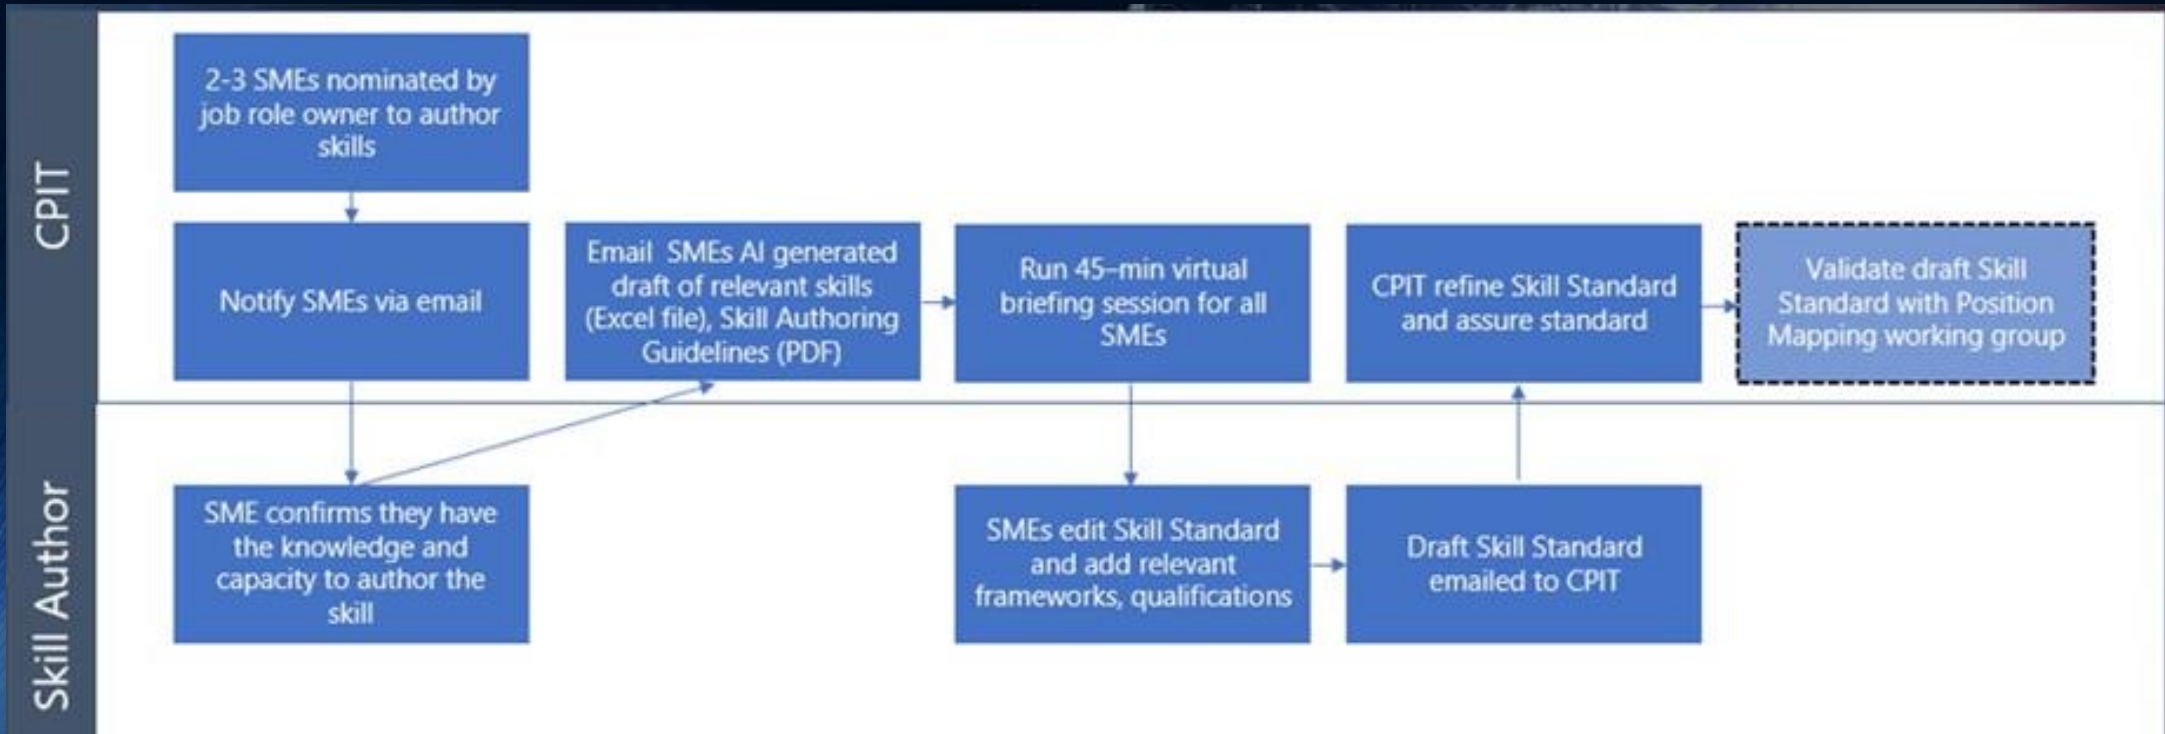 CPIT
2-3 SMEs nominated by
job role owner to author
skills
Notify SMEs via email
Email  SMEs AI generated
draft of relevant skills
(Excel file), Skill Authoring
Guidelines (PDF)
Run 45–min virtual
briefing session for all
SMEs
CPIT refine Skill Standard
and assure standard
Validate draft Skill
Standard with Position
Mapping working group
Skill Author
SME confirms they have
the knowledge and
capacity to author the
skill
SMEs edit Skill Standard
and add relevant
frameworks, qualifications
Draft Skill Standard
emailed to CPIT